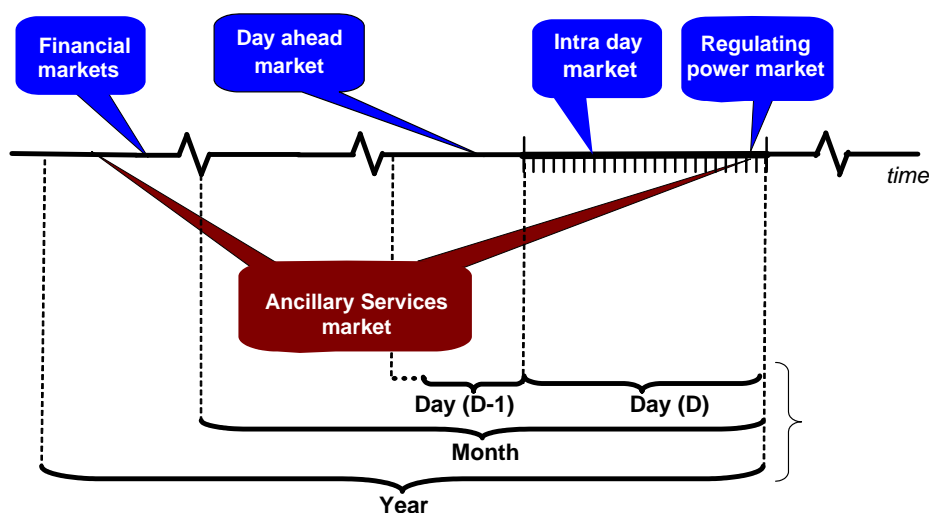 Financial
markets
Day ahead
market
Intra day
market
Regulating
power market
time
Ancillary Services
market
Day (D-1)
Day (D)
Month
Year